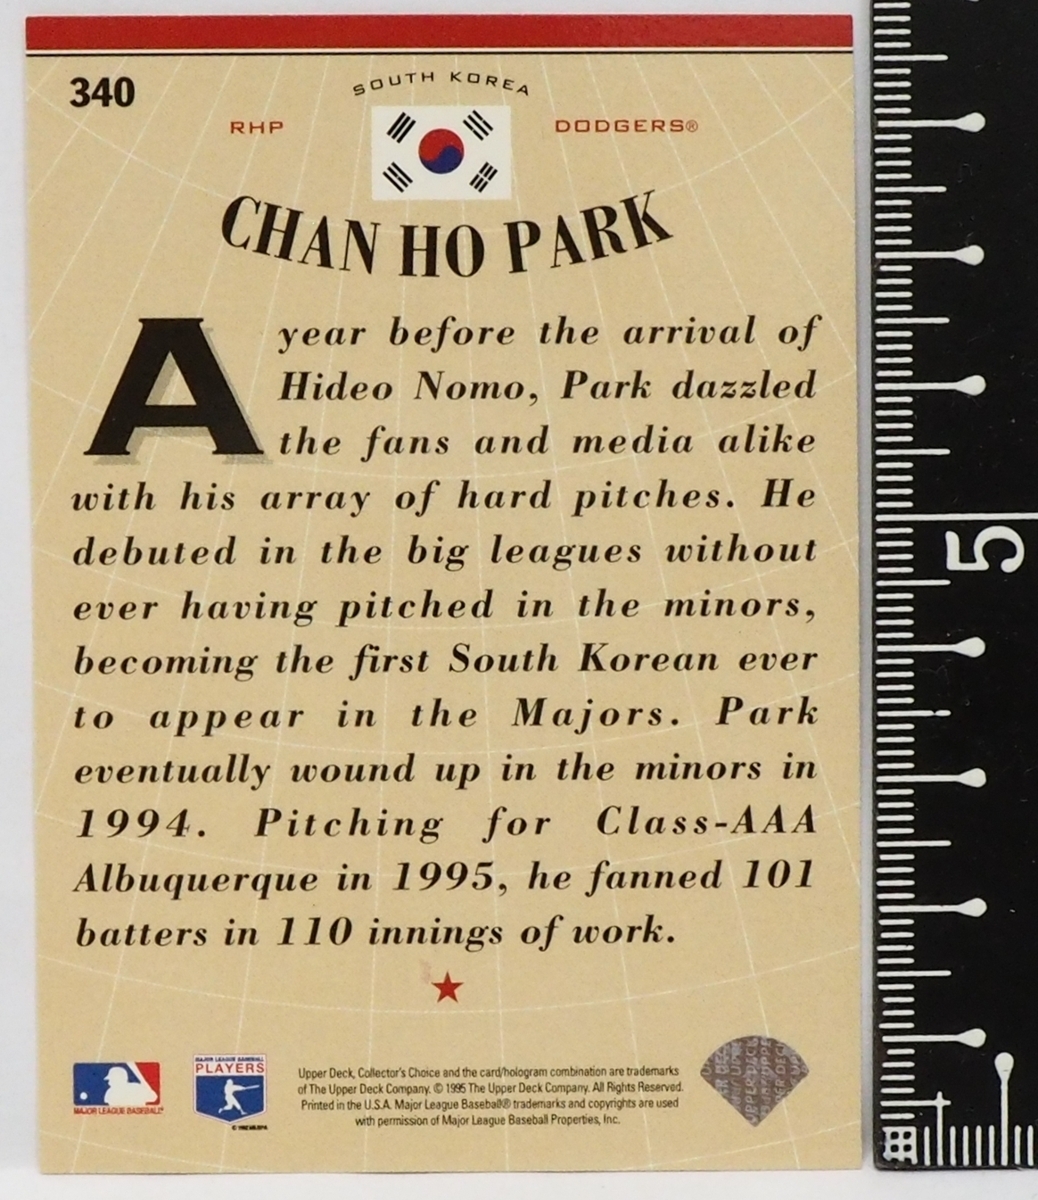 340
SOUTH KOREA
RHP
DODGERS®
CHAN HO PARK
A year before the arrival of
Hideo Nomo, Park dazzled
the fans and media alike
with his array of hard pitches. He
debuted in the big leagues without
ever having pitched in the minors,
becoming the first South Korean ever
to appear in the Majors. Park
eventually wound up in the minors in
1994. Pitching for Class-AAA
Albuquerque in 1995, he fanned 101
batters in 110 innings of work.
MAJOR LEAGUE BASEBALL®
MAJOR LEAGUE BASEBALL
PLAYERS
Upper Deck, Collector's Choice and the card/hologram combination are trademarks
of The Upper Deck Company. © 1995 The Upper Deck Company. All Rights Reserved.
Printed in the U.S.A. Major League Baseball® trademarks and copyrights are used
with permission of Major League Baseball Properties, Inc.
5